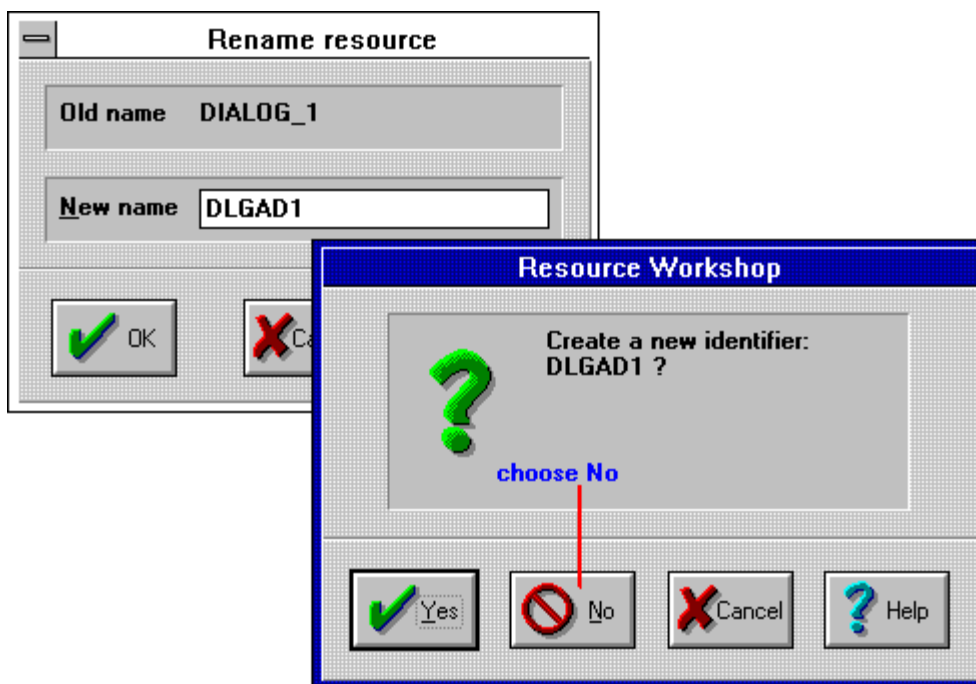 Rename resource
Old name DIALOG_1
New name DLGAD1
OK
Resource Workshop
Create a new identifier:
DLGAD1 ?
choose No
Yes No Cancel Help